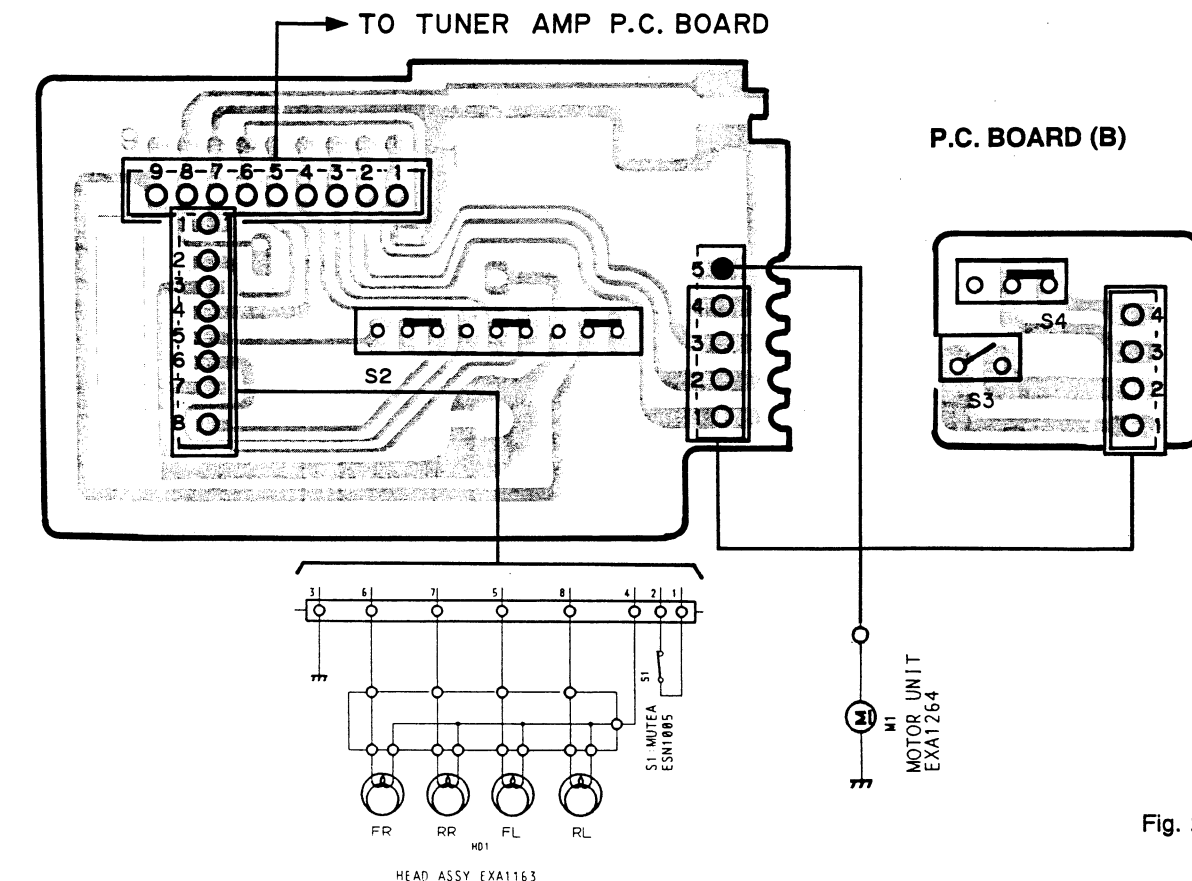 TO TUNER AMP P.C. BOARD
P.C. BOARD (B)
9-8-7-6-5-4-3-2-1
1
2
3
4
5
6
7
8
S2
5
4
3
2
1
S4
S3
4
3
2
1
3 6 7 5 8 4 2 1
S1
S1:MUTEA
ESN1005
M
M1
MOTOR UNIT
EXA1264
FR RR FL RL
HD1
HEAD ASSY EXA1163
Fig.